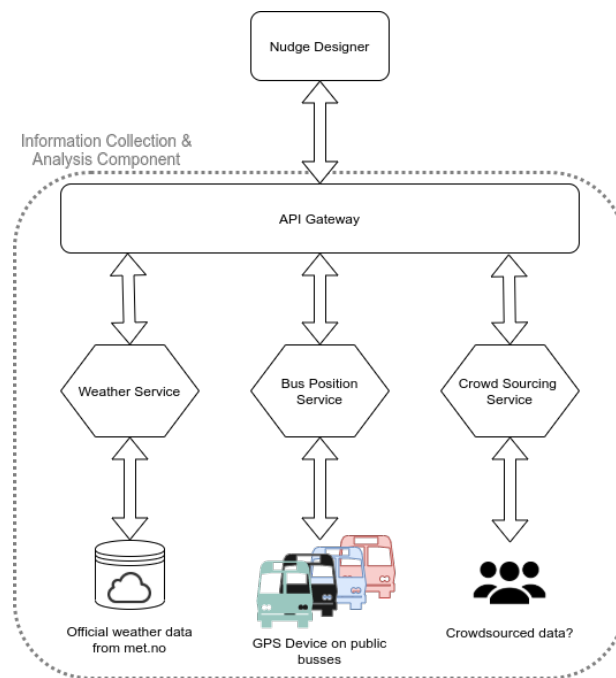 Nudge Designer
Information Collection &
Analysis Component
API Gateway
Weather Service
Bus Position
Service
Crowd Sourcing
Service
Official weather data
from met.no
GPS Device on public
busses
Crowdsourced data?